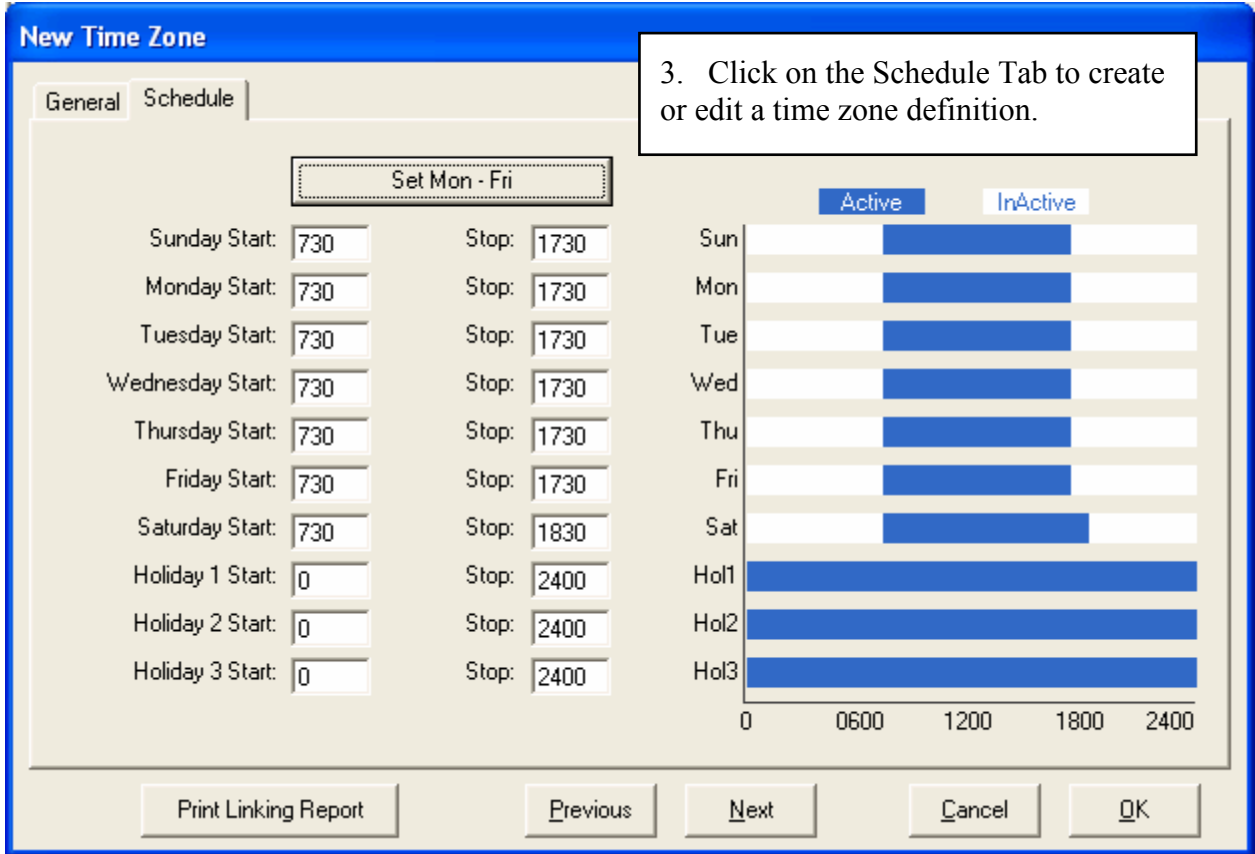 New Time Zone
3. Click on the Schedule Tab to create
or edit a time zone definition.
General Schedule
Set Mon - Fri
Active InActive
Sunday Start: 730 Stop: 1730 Sun
Monday Start: 730 Stop: 1730 Mon
Tuesday Start: 730 Stop: 1730 Tue
Wednesday Start: 730 Stop: 1730 Wed
Thursday Start: 730 Stop: 1730 Thu
Friday Start: 730 Stop: 1730 Fri
Saturday Start: 730 Stop: 1830 Sat
Holiday 1 Start: 0 Stop: 2400 Hol1
Holiday 2 Start: 0 Stop: 2400 Hol2
Holiday 3 Start: 0 Stop: 2400 Hol3
0 0600 1200 1800 2400
Print Linking Report Previous Next Cancel OK